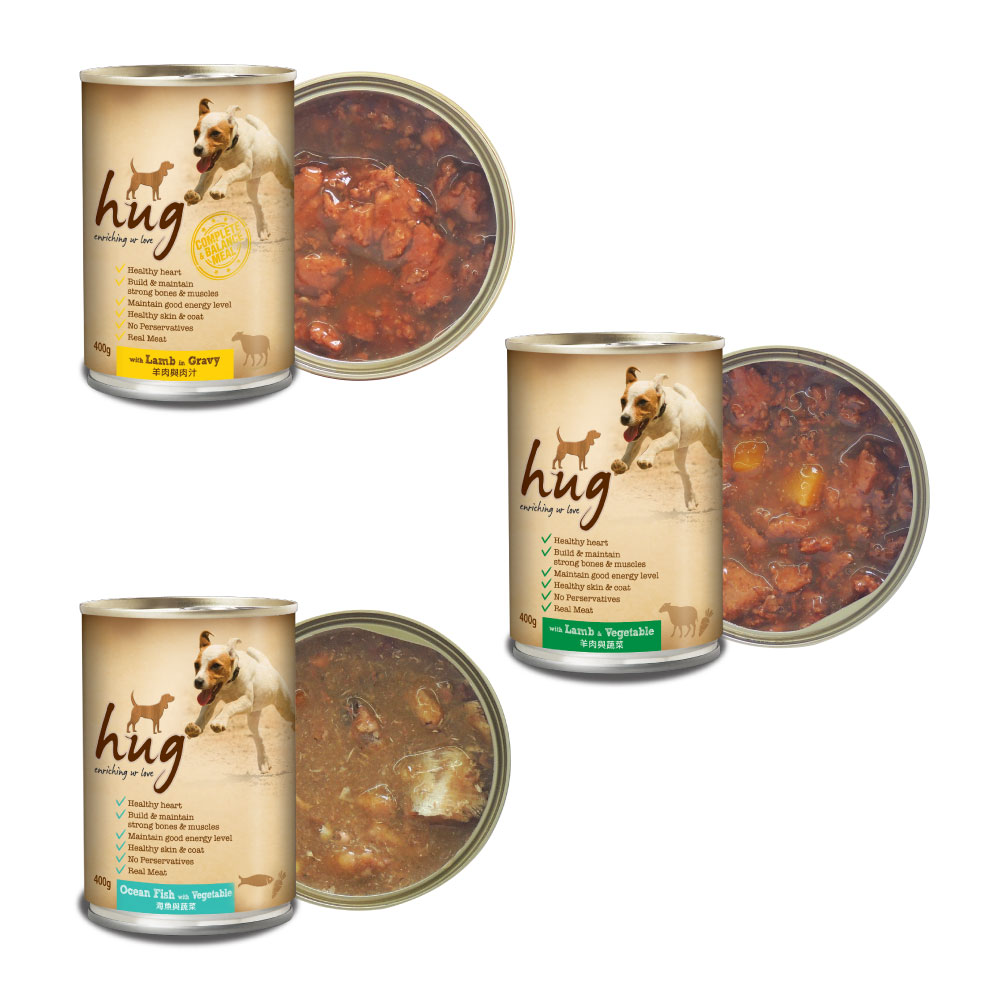 hug
enriching ur love
COMPLETE
& BALANCE
MEAL
Healthy heart
Build & maintain
strong bones & muscles
Maintain good energy level
Healthy skin & coat
No Perservatives
Real Meat
400g
with Lamb in Gravy
羊肉與肉汁
hug
enriching ur love
Healthy heart
Build & maintain
strong bones & muscles
Maintain good energy level
Healthy skin & coat
No Perservatives
Real Meat
400g
with Lamb & Vegetable
羊肉與蔬菜
hug
enriching ur love
Healthy heart
Build & maintain
strong bones & muscles
Maintain good energy level
Healthy skin & coat
No Perservatives
Real Meat
400g
Ocean Fish with Vegetable
海魚與蔬菜